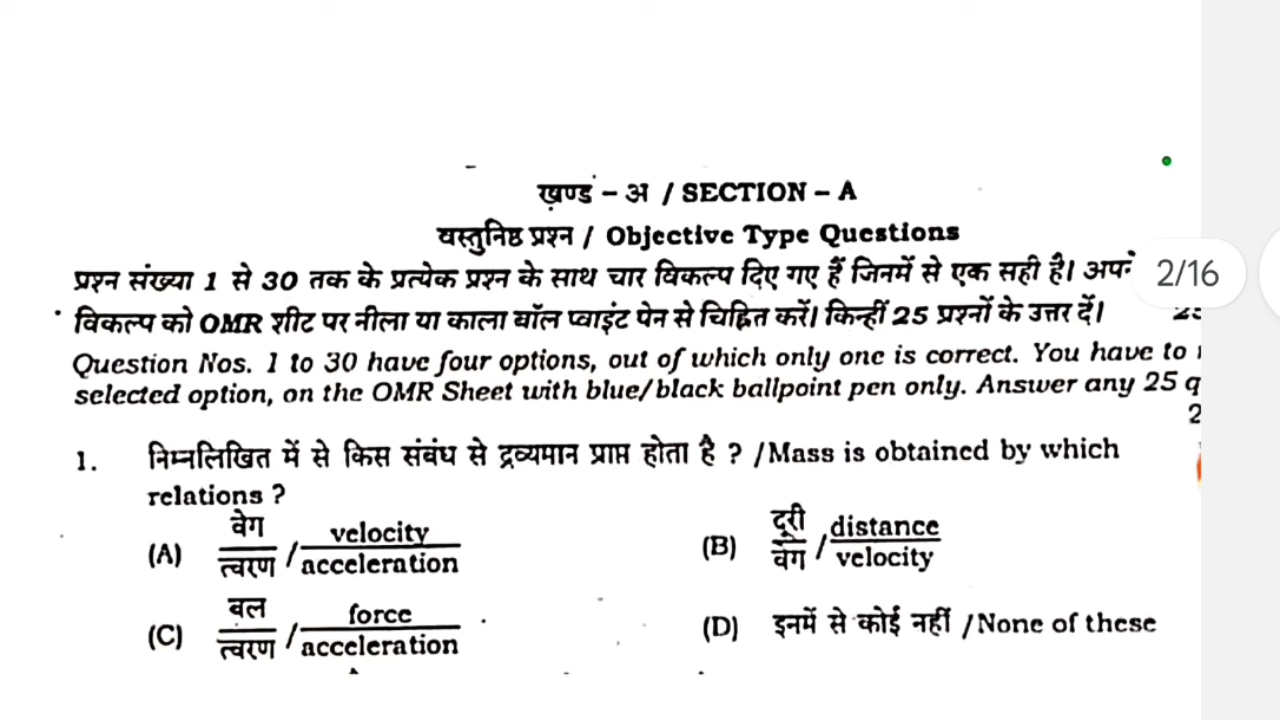 खण्ड – अ / SECTION – A
वस्तुनिष्ठ प्रश्न / Objective Type Questions
प्रश्न संख्या 1 से 30 तक के प्रत्येक प्रश्न के साथ चार विकल्प दिए गए हैं जिनमें से एक सही है। 
2/16
विकल्प को OMR शीट पर नीला या काला बॉल प्वाइंट पेन से चिह्नित करें। किन्हीं 25 प्रश्नों के उत्तर दें।
Question Nos. 1 to 30 have four options, out of which only one is correct. You have to
selected option, on the OMR Sheet with blue/black ballpoint pen only. Answer any 25 q
1. निम्नलिखित में से किस संबंध से द्रव्यमान प्राप्त होता है ? /Mass is obtained by which
relations ?
(A) वेग / velocity
त्वरण / acceleration
(B) दूरी / distance
वेग / velocity
(C) बल / force
त्वरण / acceleration
(D) इनमें से कोई नहीं /None of these